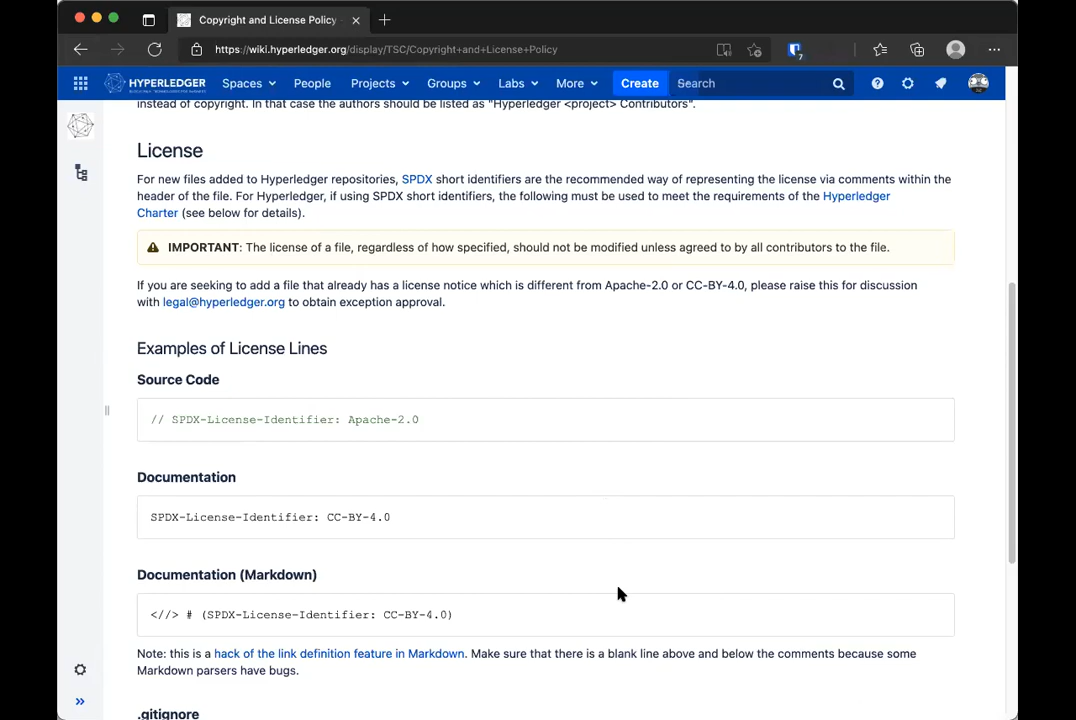 Copyright and License Policy
https://wiki.hyperledger.org/display/TSC/Copyright+and+License+Policy
7
HYPERLEDGER Spaces People Projects Groups Labs More Create Search
instead of copyright. In that case the authors should be listed as "Hyperledger <project> Contributors".
License
For new files added to Hyperledger repositories, SPDX short identifiers are the recommended way of representing the license via comments within the
header of the file. For Hyperledger, if using SPDX short identifiers, the following must be used to meet the requirements of the Hyperledger
Charter (see below for details).
IMPORTANT: The license of a file, regardless of how specified, should not be modified unless agreed to by all contributors to the file.
If you are seeking to add a file that already has a license notice which is different from Apache-2.0 or CC-BY-4.0, please raise this for discussion
with legal@hyperledger.org to obtain exception approval.
Examples of License Lines
Source Code
// SPDX-License-Identifier: Apache-2.0
Documentation
SPDX-License-Identifier: CC-BY-4.0
Documentation (Markdown)
<//> # (SPDX-License-Identifier: CC-BY-4.0)
Note: this is a hack of the link definition feature in Markdown. Make sure that there is a blank line above and below the comments because some
Markdown parsers have bugs.
.gitignore